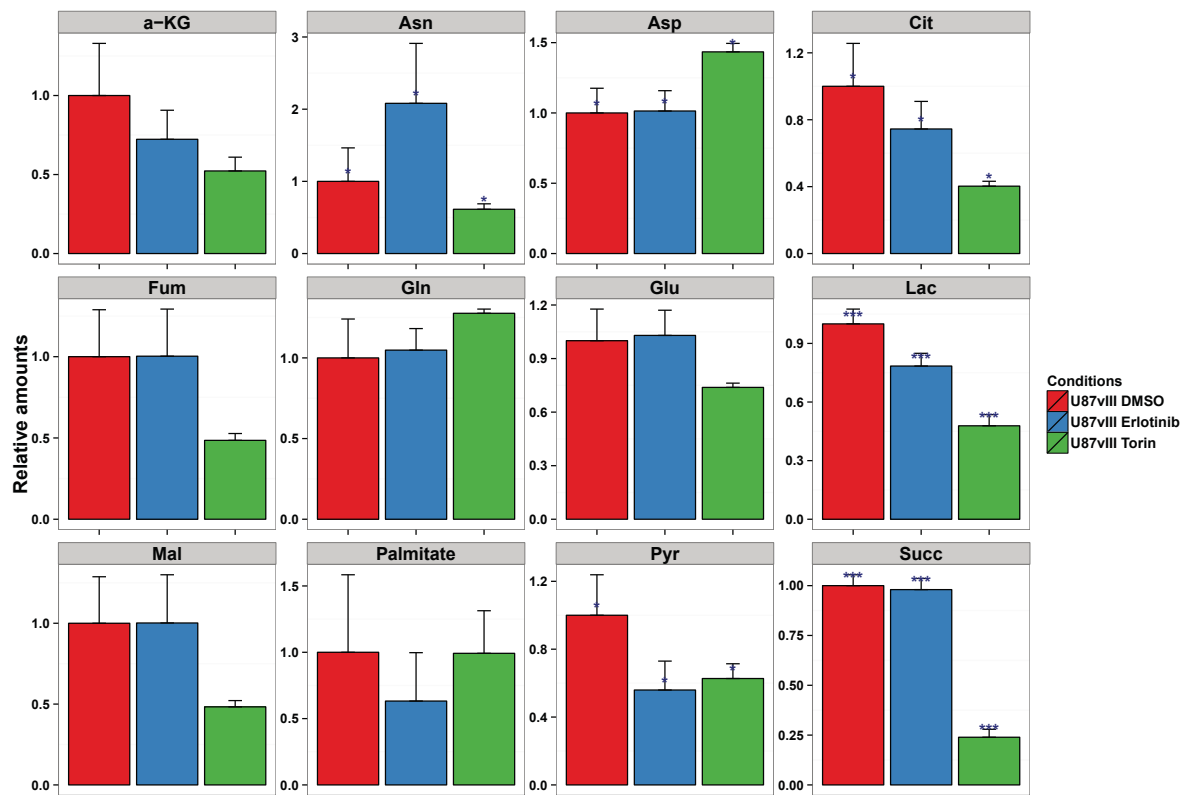 a-KG
Asn
Asp
Cit
1.0
0.5
0.0
3
2
1
0
1.5
1.0
0.5
0.0
1.2
0.8
0.4
0.0
* * *
* * *
* * *
Fum
Gln
Glu
Lac
Relative amounts
1.0
0.5
0.0
1.0
0.5
0.0
1.2
0.9
0.6
0.3
0.0
0.9
0.6
0.3
0.0
*** *** ***
Conditions
U87vIII DMSO
U87vIII Erlotinib
U87vIII Torin
Mal
Palmitate
Pyr
Succ
1.0
0.5
0.0
1.5
1.0
0.5
0.0
1.2
0.8
0.4
0.0
1.00
0.75
0.50
0.25
0.00
* * *
*** *** ***